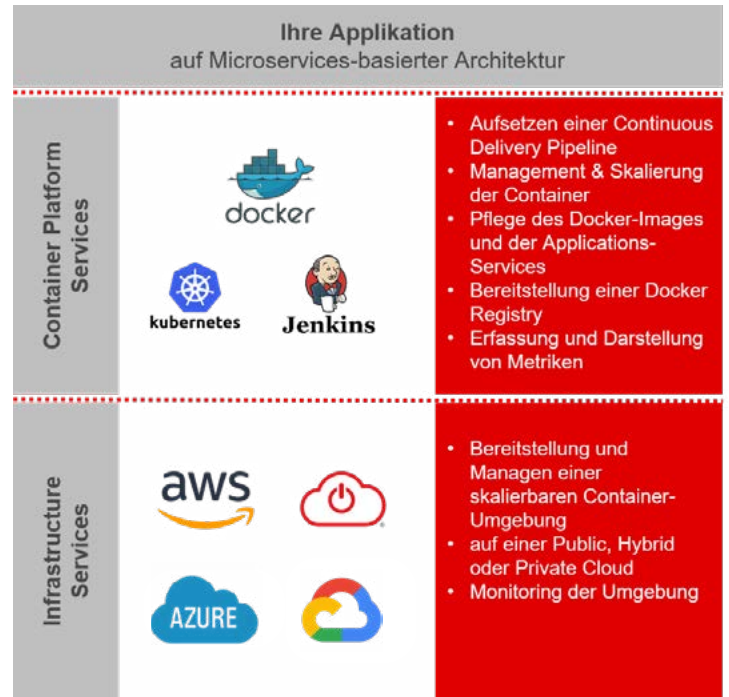 Ihre Applikation
auf Microservices-basierter Architektur
Container Platform
Services
docker
kubernetes
Jenkins
• Aufsetzen einer Continuous
Delivery Pipeline
• Management & Skalierung
der Container
• Pflege des Docker-Images
und der Applications-
Services
• Bereitstellung einer Docker
Registry
• Erfassung und Darstellung
von Metriken
Infrastructure
Services
aws
®
AZURE
• Bereitstellung und
Managen einer
skalierbaren Container-
Umgebung
• auf einer Public, Hybrid
oder Private Cloud
• Monitoring der Umgebung